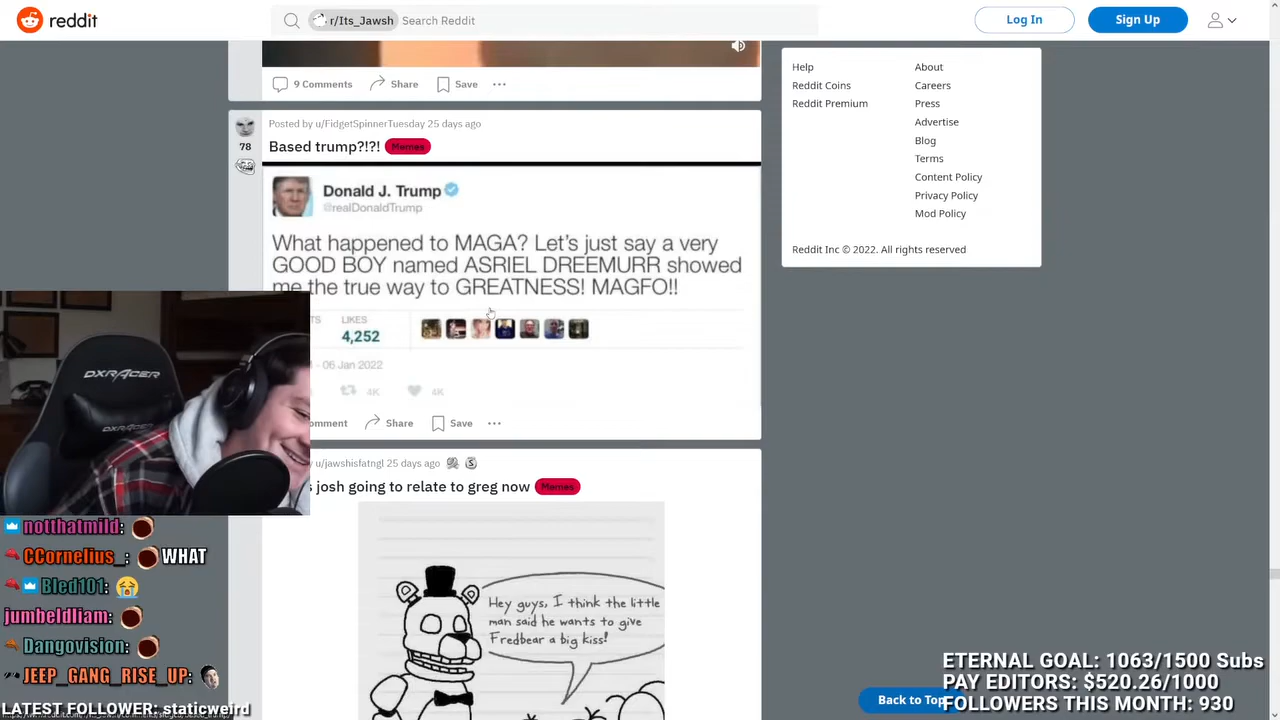 reddit
r/Its_Jawsh
Search Reddit
Log In
Sign Up
9 Comments
Share
Save
Posted by u/FidgetSpinnerTuesday 25 days ago
78
Based trump?!?!
Memes
Donald J. Trump
@realDonaldTrump
What happened to MAGA? Let's just say a very
GOOD BOY named ASRIEL DREEMURR showed
me the true way to GREATNESS! MAGFO!!
TS
LIKES
4,252
- 06 Jan 2022
4K
4K
omment
Share
Save
u/jawshisfatngl 25 days ago
s josh going to relate to greg now
Memes
Hey guys, I think the little
man said he wants to give
Fredbear a big kiss!
Help
Reddit Coins
Reddit Premium
About
Careers
Press
Advertise
Blog
Terms
Content Policy
Privacy Policy
Mod Policy
Reddit Inc © 2022. All rights reserved
DXRACER
DXRACER
notthatmild:
CCornelius_: WHAT
Bled101:
jumbeldliam:
Dangovision:
JEEP_GANG_RISE_UP:
LATEST FOLLOWER: staticweird
Back to Top
ETERNAL GOAL: 1063/1500 Subs
PAY EDITORS: $520.26/1000
FOLLOWERS THIS MONTH: 930